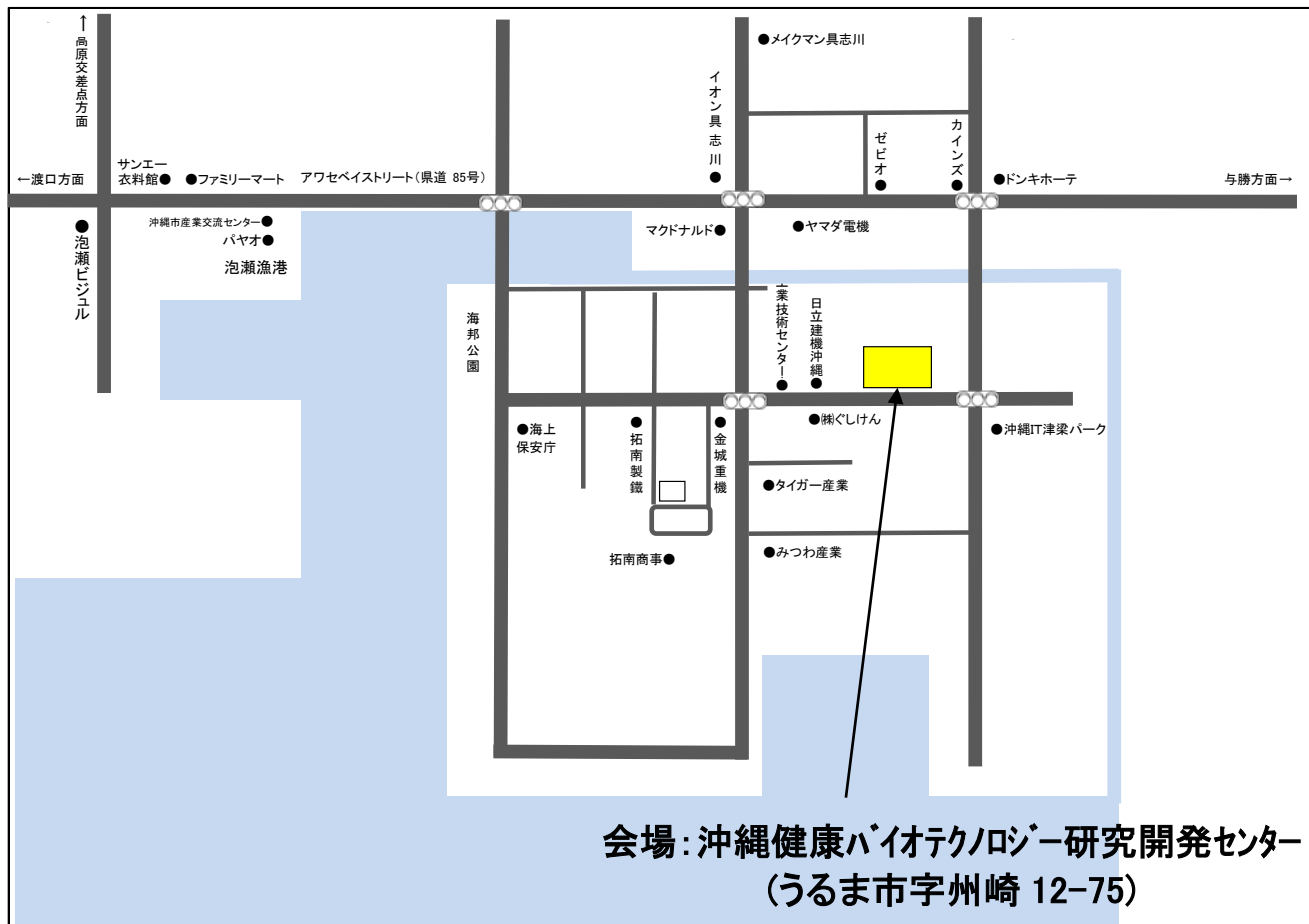 ↑高原交差点方面
●メイクマン具志川
イオン具志川●
ゼビオ●
カインズ●
サンエー
衣料館●
●ファミリーマート
アワセベイストリート(県道 85号)
←渡口方面
●ドンキホーテ
与勝方面→
沖縄市産業交流センター●
パヤオ●
泡瀬漁港
●泡瀬ビジュル
マクドナルド●
●ヤマダ電機
海邦公園
工業技術センター●
日立建機沖縄●
●海上
保安庁
●拓南製鐵
●金城重機
●㈱ぐしけん
●沖縄IT津梁パーク
●タイガー産業
拓南商事●
●みつわ産業
会場:沖縄健康バイオテクノロジー研究開発センター
(うるま市字州崎 12-75)